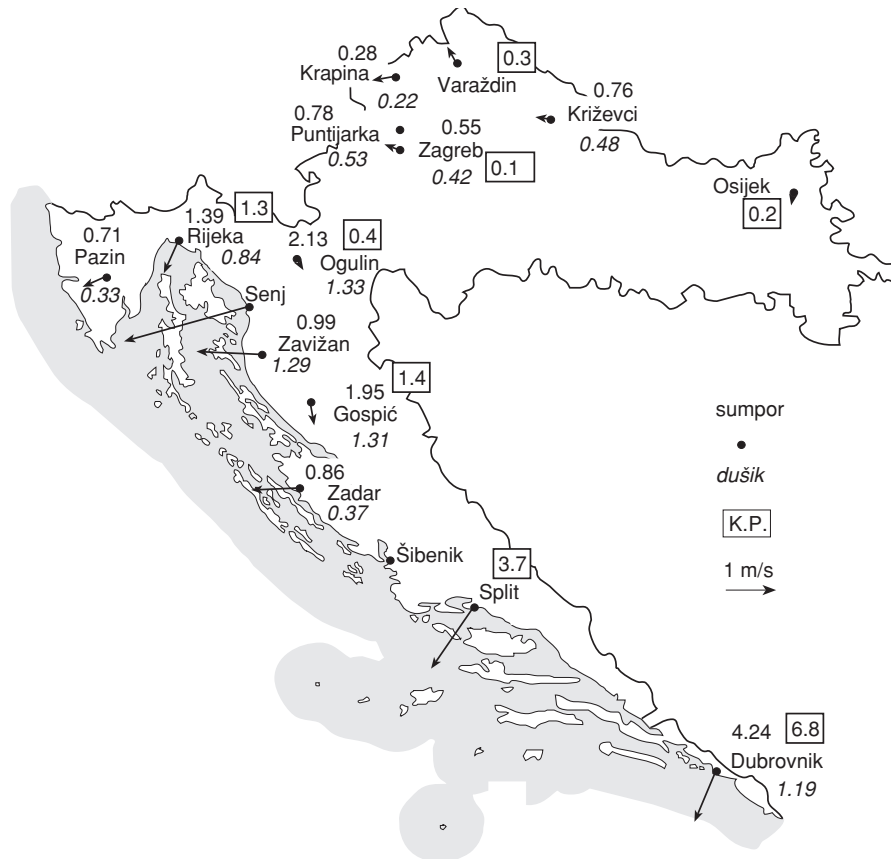 0.28
Krapina
0.22
0.3
Varaždin
0.76
Križevci
0.48
0.78
Puntijarka
0.53
0.55
Zagreb
0.42
0.1
Osijek
0.2
1.39
1.3
Rijeka
0.84
0.71
Pazin
0.33
2.13
0.4
Ogulin
1.33
Senj
0.99
Zavižan
1.29
1.4
1.95
Gospić
1.31
0.86
Zadar
0.37
Šibenik
3.7
Split
4.24
6.8
Dubrovnik
1.19
sumpor
dušik
K.P.
1 m/s